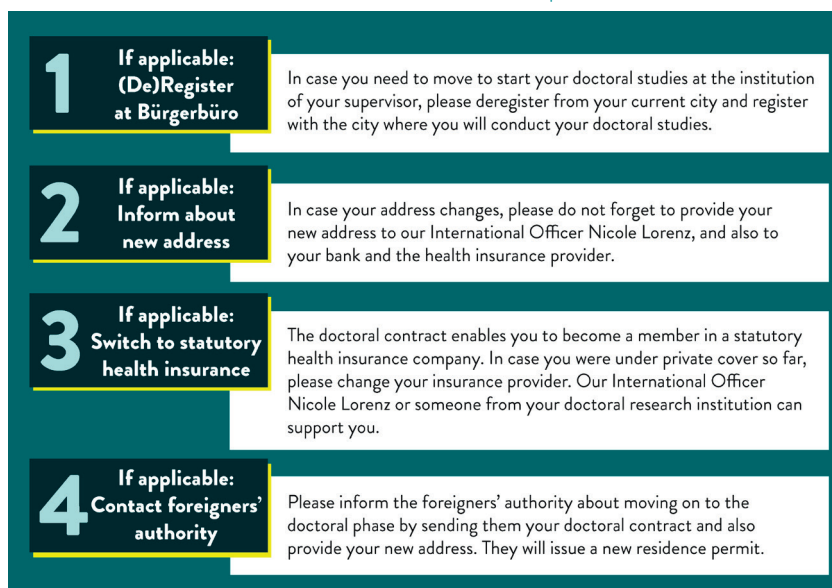 1
If applicable:
(De)Register
at Bürgerbüro
In case you need to move to start your doctoral studies at the institution
of your supervisor, please deregister from your current city and register
with the city where you will conduct your doctoral studies.
2
If applicable:
Inform about
new address
In case your address changes, please do not forget to provide your
new address to our International Officer Nicole Lorenz, and also to
your bank and the health insurance provider.
3
If applicable:
Switch to statutory
health insurance
The doctoral contract enables you to become a member in a statutory
health insurance company. In case you were under private cover so far,
please change your insurance provider. Our International Officer
Nicole Lorenz or someone from your doctoral research institution can
support you.
4
If applicable:
Contact foreigners'
authority
Please inform the foreigners' authority about moving on to the
doctoral phase by sending them your doctoral contract and also
provide your new address. They will issue a new residence permit.